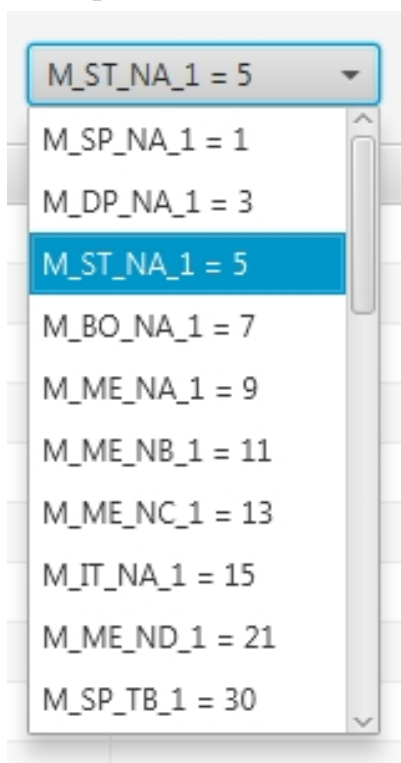 M_ST_NA_1 = 5
M_SP_NA_1 = 1
M_DP_NA_1 = 3
M_ST_NA_1 = 5
M_BO_NA_1 = 7
M_ME_NA_1 = 9
M_ME_NB_1 = 11
M_ME_NC_1 = 13
M_IT_NA_1 = 15
M_ME_ND_1 = 21
M_SP_TB_1 = 30